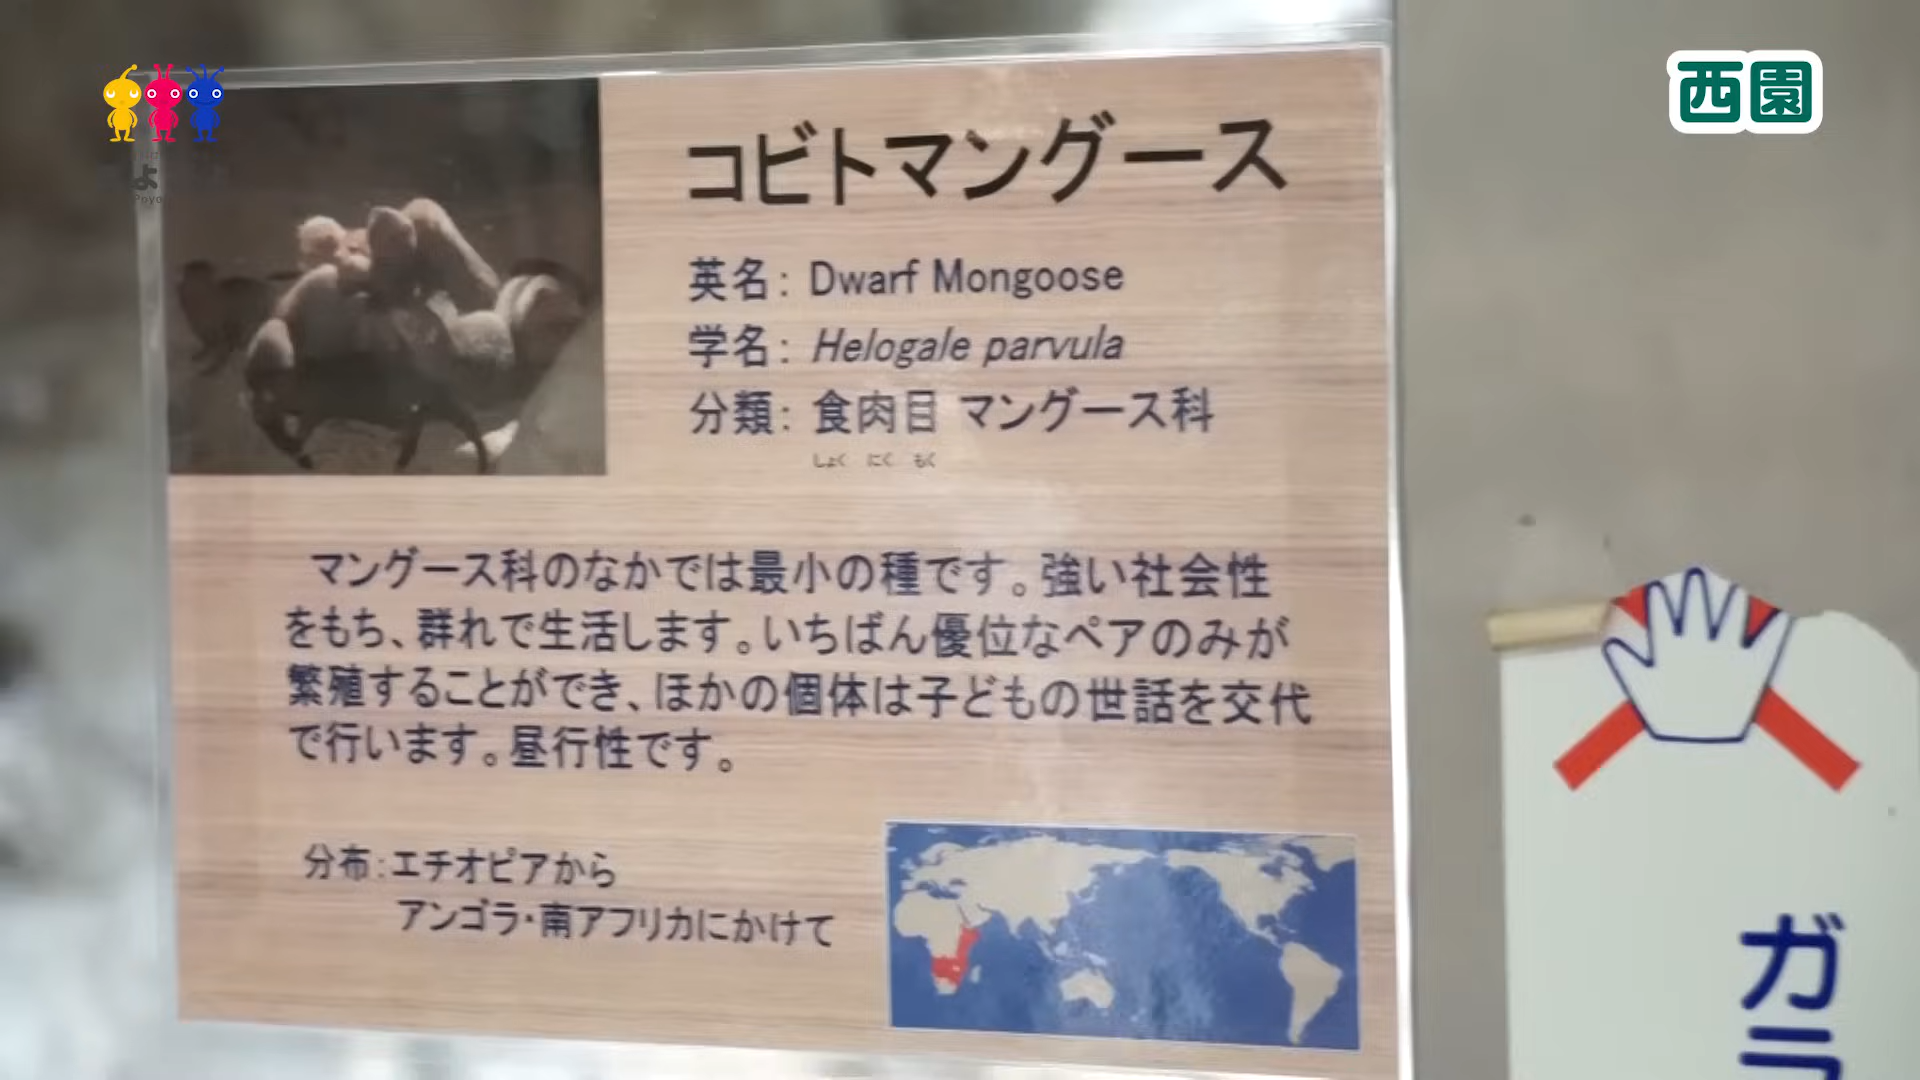 西園
コビトマングース
英名: Dwarf Mongoose
学名: Helogale parvula
分類: 食肉目 マングース科
しょく にく もく
マングース科のなかでは最小の種です。強い社会性
をもち、群れで生活します。いちばん優位なペアのみが
繁殖することができ、ほかの個体は子どもの世話を交代
で行います。昼行性です。
分布:エチオピアから
アンゴラ・南アフリカにかけて
ガラ